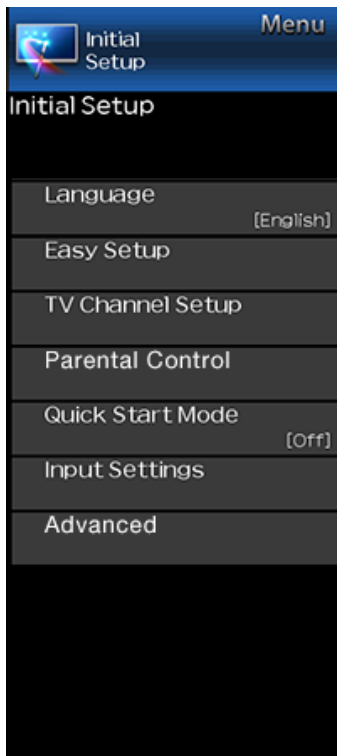 Menu
Initial
Setup
Initial Setup
Language
[English]
Easy Setup
TV Channel Setup
Parental Control
Quick Start Mode
[Off]
Input Settings
Advanced